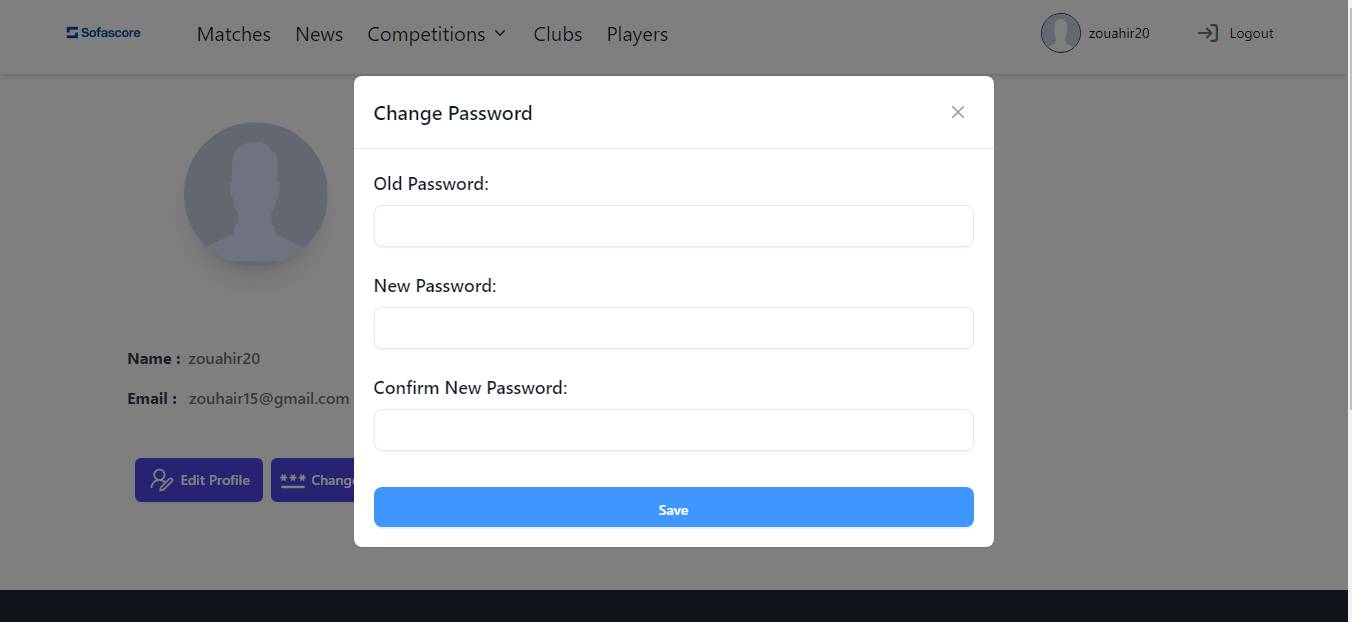 Sofascore
Matches News Competitions Clubs Players
zouahir20
Logout
Change Password
Old Password:
New Password:
Confirm New Password:
Save
Name : zouahir20
Email : zouhair15@gmail.com
Edit Profile
*** Change